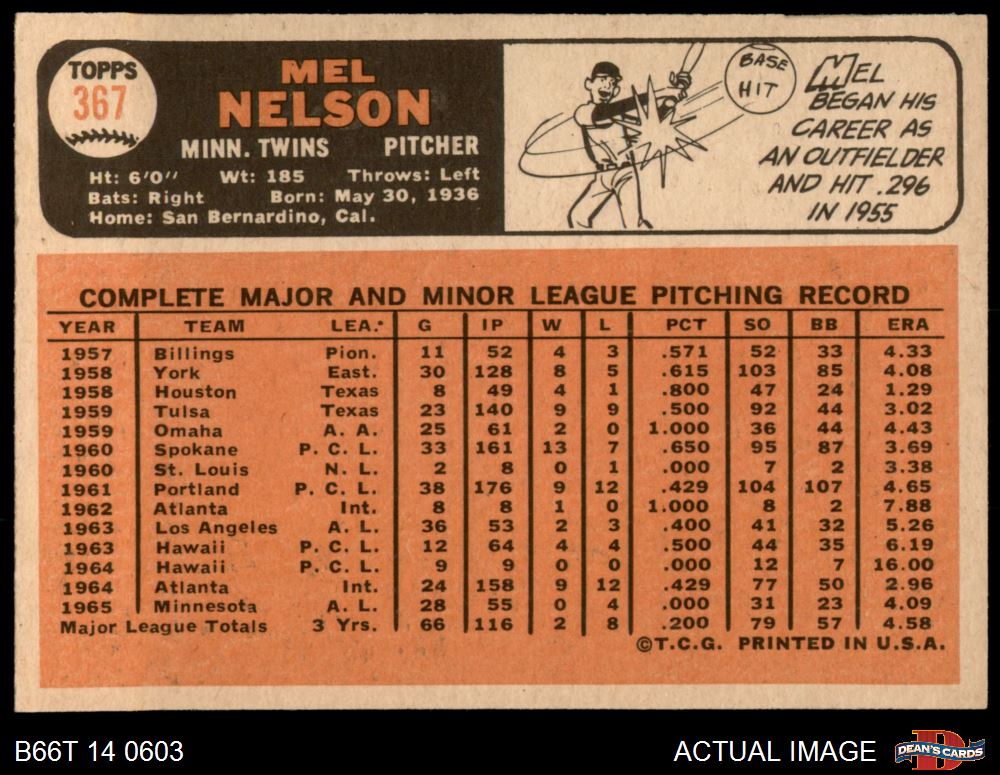 TOPPS
367
MEL
NELSON
MINN. TWINS PITCHER
Ht: 6'0" Wt: 185 Throws: Left
Bats: Right Born: May 30, 1936
Home: San Bernardino, Cal.
BASE
HIT
MEL
BEGAN HIS
CAREER AS
AN OUTFIELDER
AND HIT .296
IN 1955
COMPLETE MAJOR AND MINOR LEAGUE PITCHING RECORD
YEAR TEAM LEA. G IP W L PCT SO BB ERA
1957 Billings Pion. 11 52 4 3 .571 52 33 4.33
1958 York East. 30 128 8 5 .615 103 85 4.08
1958 Houston Texas 8 49 4 1 .800 47 24 1.29
1959 Tulsa Texas 23 140 9 9 .500 92 44 3.02
1959 Omaha A. A. 25 61 2 0 1.000 36 44 4.43
1960 Spokane P. C. L. 33 161 13 7 .650 95 87 3.69
1960 St. Louis N. L. 2 8 0 1 .000 7 2 3.38
1961 Portland P. C. L. 38 176 9 12 .429 104 107 4.65
1962 Atlanta Int. 8 8 1 0 1.000 8 2 7.88
1963 Los Angeles A. L. 36 53 2 3 .400 41 32 5.26
1963 Hawaii P. C. L. 12 64 4 4 .500 44 35 6.19
1964 Hawaii P. C. L. 9 9 0 0 .000 12 7 16.00
1964 Atlanta Int. 24 158 9 12 .429 77 50 2.96
1965 Minnesota A. L. 28 55 0 4 .000 31 23 4.09
Major League Totals 3 Yrs. 66 116 2 8 .200 79 57 4.58
©T.C.G. PRINTED IN U.S.A.
B66T 14 0603 ACTUAL IMAGE DEAN'S CARDS